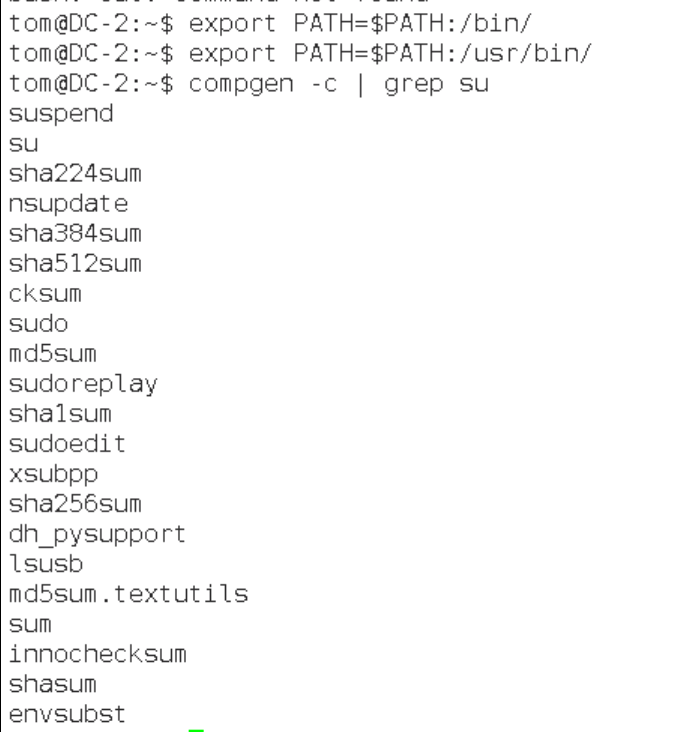 tom@DC-2:~$ export PATH=$PATH:/bin/
tom@DC-2:~$ export PATH=$PATH:/usr/bin/
tom@DC-2:~$ compgen -c | grep su
suspend
su
sha224sum
nsupdate
sha384sum
sha512sum
cksum
sudo
md5sum
sudoreplay
sha1sum
sudoedit
xsubpp
sha256sum
dh_pysupport
lsusb
md5sum.textutils
sum
innochecksum
shasum
envsubst